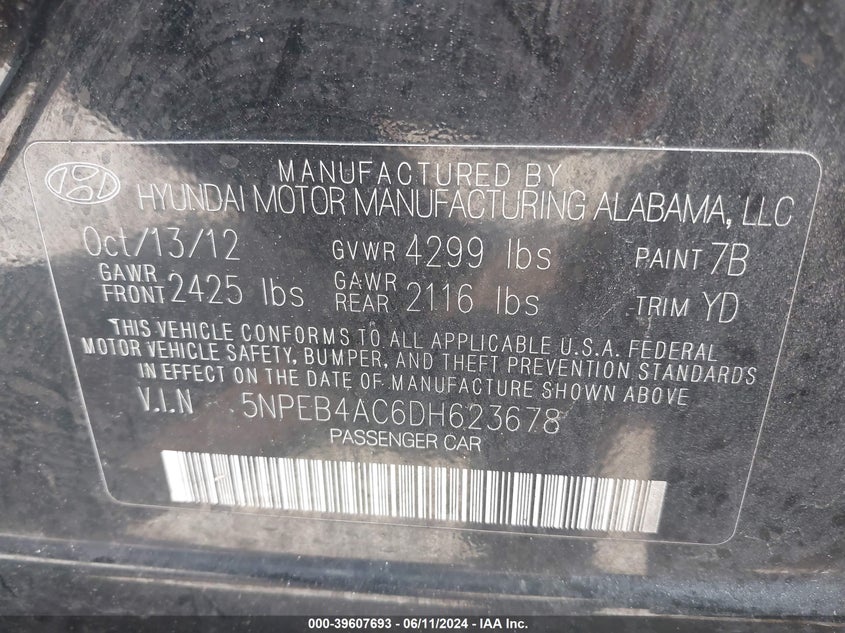 MANUFACTURED BY
HYUNDAI MOTOR MANUFACTURING ALABAMA, LLC
Oct/13/12 GVWR 4299 lbs PAINT 7B
GAWR FRONT 2425 lbs GAWR REAR 2116 lbs TRIM YD
THIS VEHICLE CONFORMS TO ALL APPLICABLE U.S.A. FEDERAL
MOTOR VEHICLE SAFETY, BUMPER, AND THEFT PREVENTION STANDARDS
IN EFFECT ON THE DATE OF MANUFACTURE SHOWN ABOVE
V.I.N 5NPEB4AC6DH623678
PASSENGER CAR
000-39607693 - 06/11/2024 - IAA Inc.